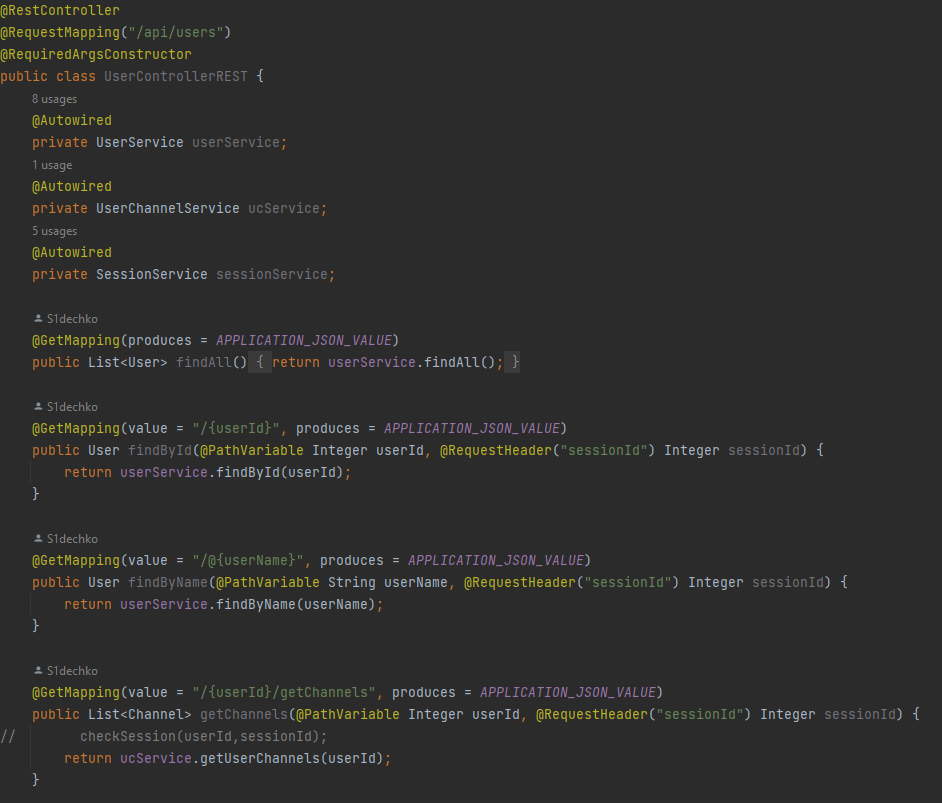 @RestController
@RequestMapping("/api/users")
@RequiredArgsConstructor
public class UserControllerREST {
8 usages
@Autowired
private UserService userService;
1 usage
@Autowired
private UserChannelService ucService;
5 usages
@Autowired
private SessionService sessionService;
S1dechko
@GetMapping(produces = APPLICATION_JSON_VALUE)
public List<User> findAll() { return userService.findAll(); }
S1dechko
@GetMapping(value = "/{userId}", produces = APPLICATION_JSON_VALUE)
public User findById(@PathVariable Integer userId, @RequestHeader("sessionId") Integer sessionId) {
return userService.findById(userId);
}
S1dechko
@GetMapping(value = "/@{userName}", produces = APPLICATION_JSON_VALUE)
public User findByName(@PathVariable String userName, @RequestHeader("sessionId") Integer sessionId) {
return userService.findByName(userName);
}
S1dechko
@GetMapping(value = "/{userId}/getChannels", produces = APPLICATION_JSON_VALUE)
public List<Channel> getChannels(@PathVariable Integer userId, @RequestHeader("sessionId") Integer sessionId) {
// checkSession(userId,sessionId);
return ucService.getUserChannels(userId);
}